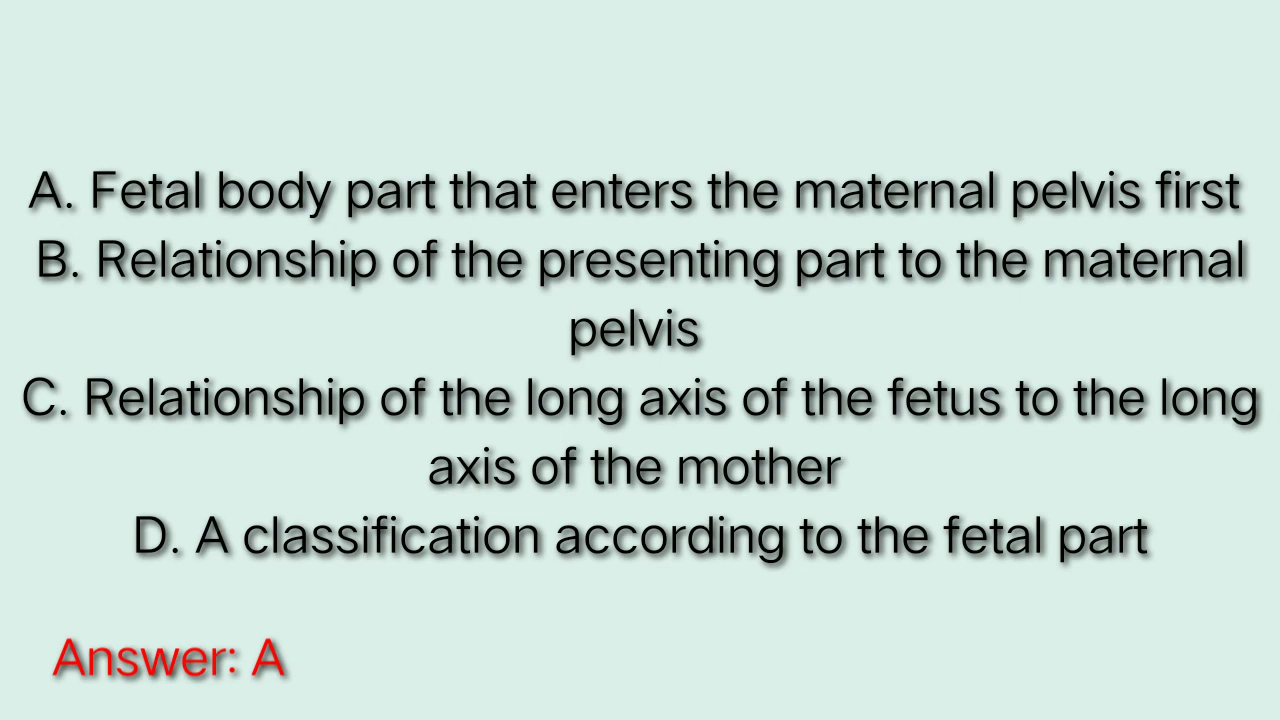 A. Fetal body part that enters the maternal pelvis first
B. Relationship of the presenting part to the maternal
pelvis
C. Relationship of the long axis of the fetus to the long
axis of the mother
D. A classification according to the fetal part
Answer: A